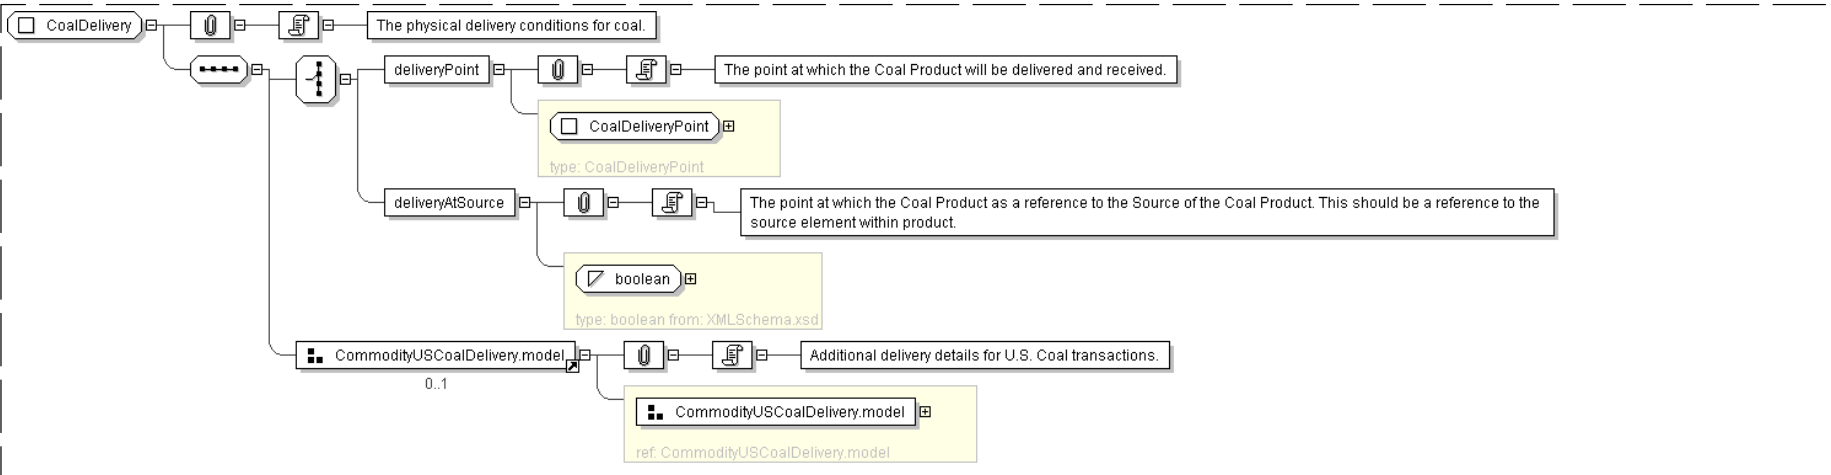 CoalDelivery
The physical delivery conditions for coal.
deliveryPoint
The point at which the Coal Product will be delivered and received.
CoalDeliveryPoint
type: CoalDeliveryPoint
deliveryAtSource
The point at which the Coal Product as a reference to the Source of the Coal Product. This should be a reference to the
source element within product.
boolean
type: boolean from: XMLSchema.xsd
CommodityUSCoalDelivery.model
0..1
Additional delivery details for U.S. Coal transactions.
CommodityUSCoalDelivery.model
ref: CommodityUSCoalDelivery.model